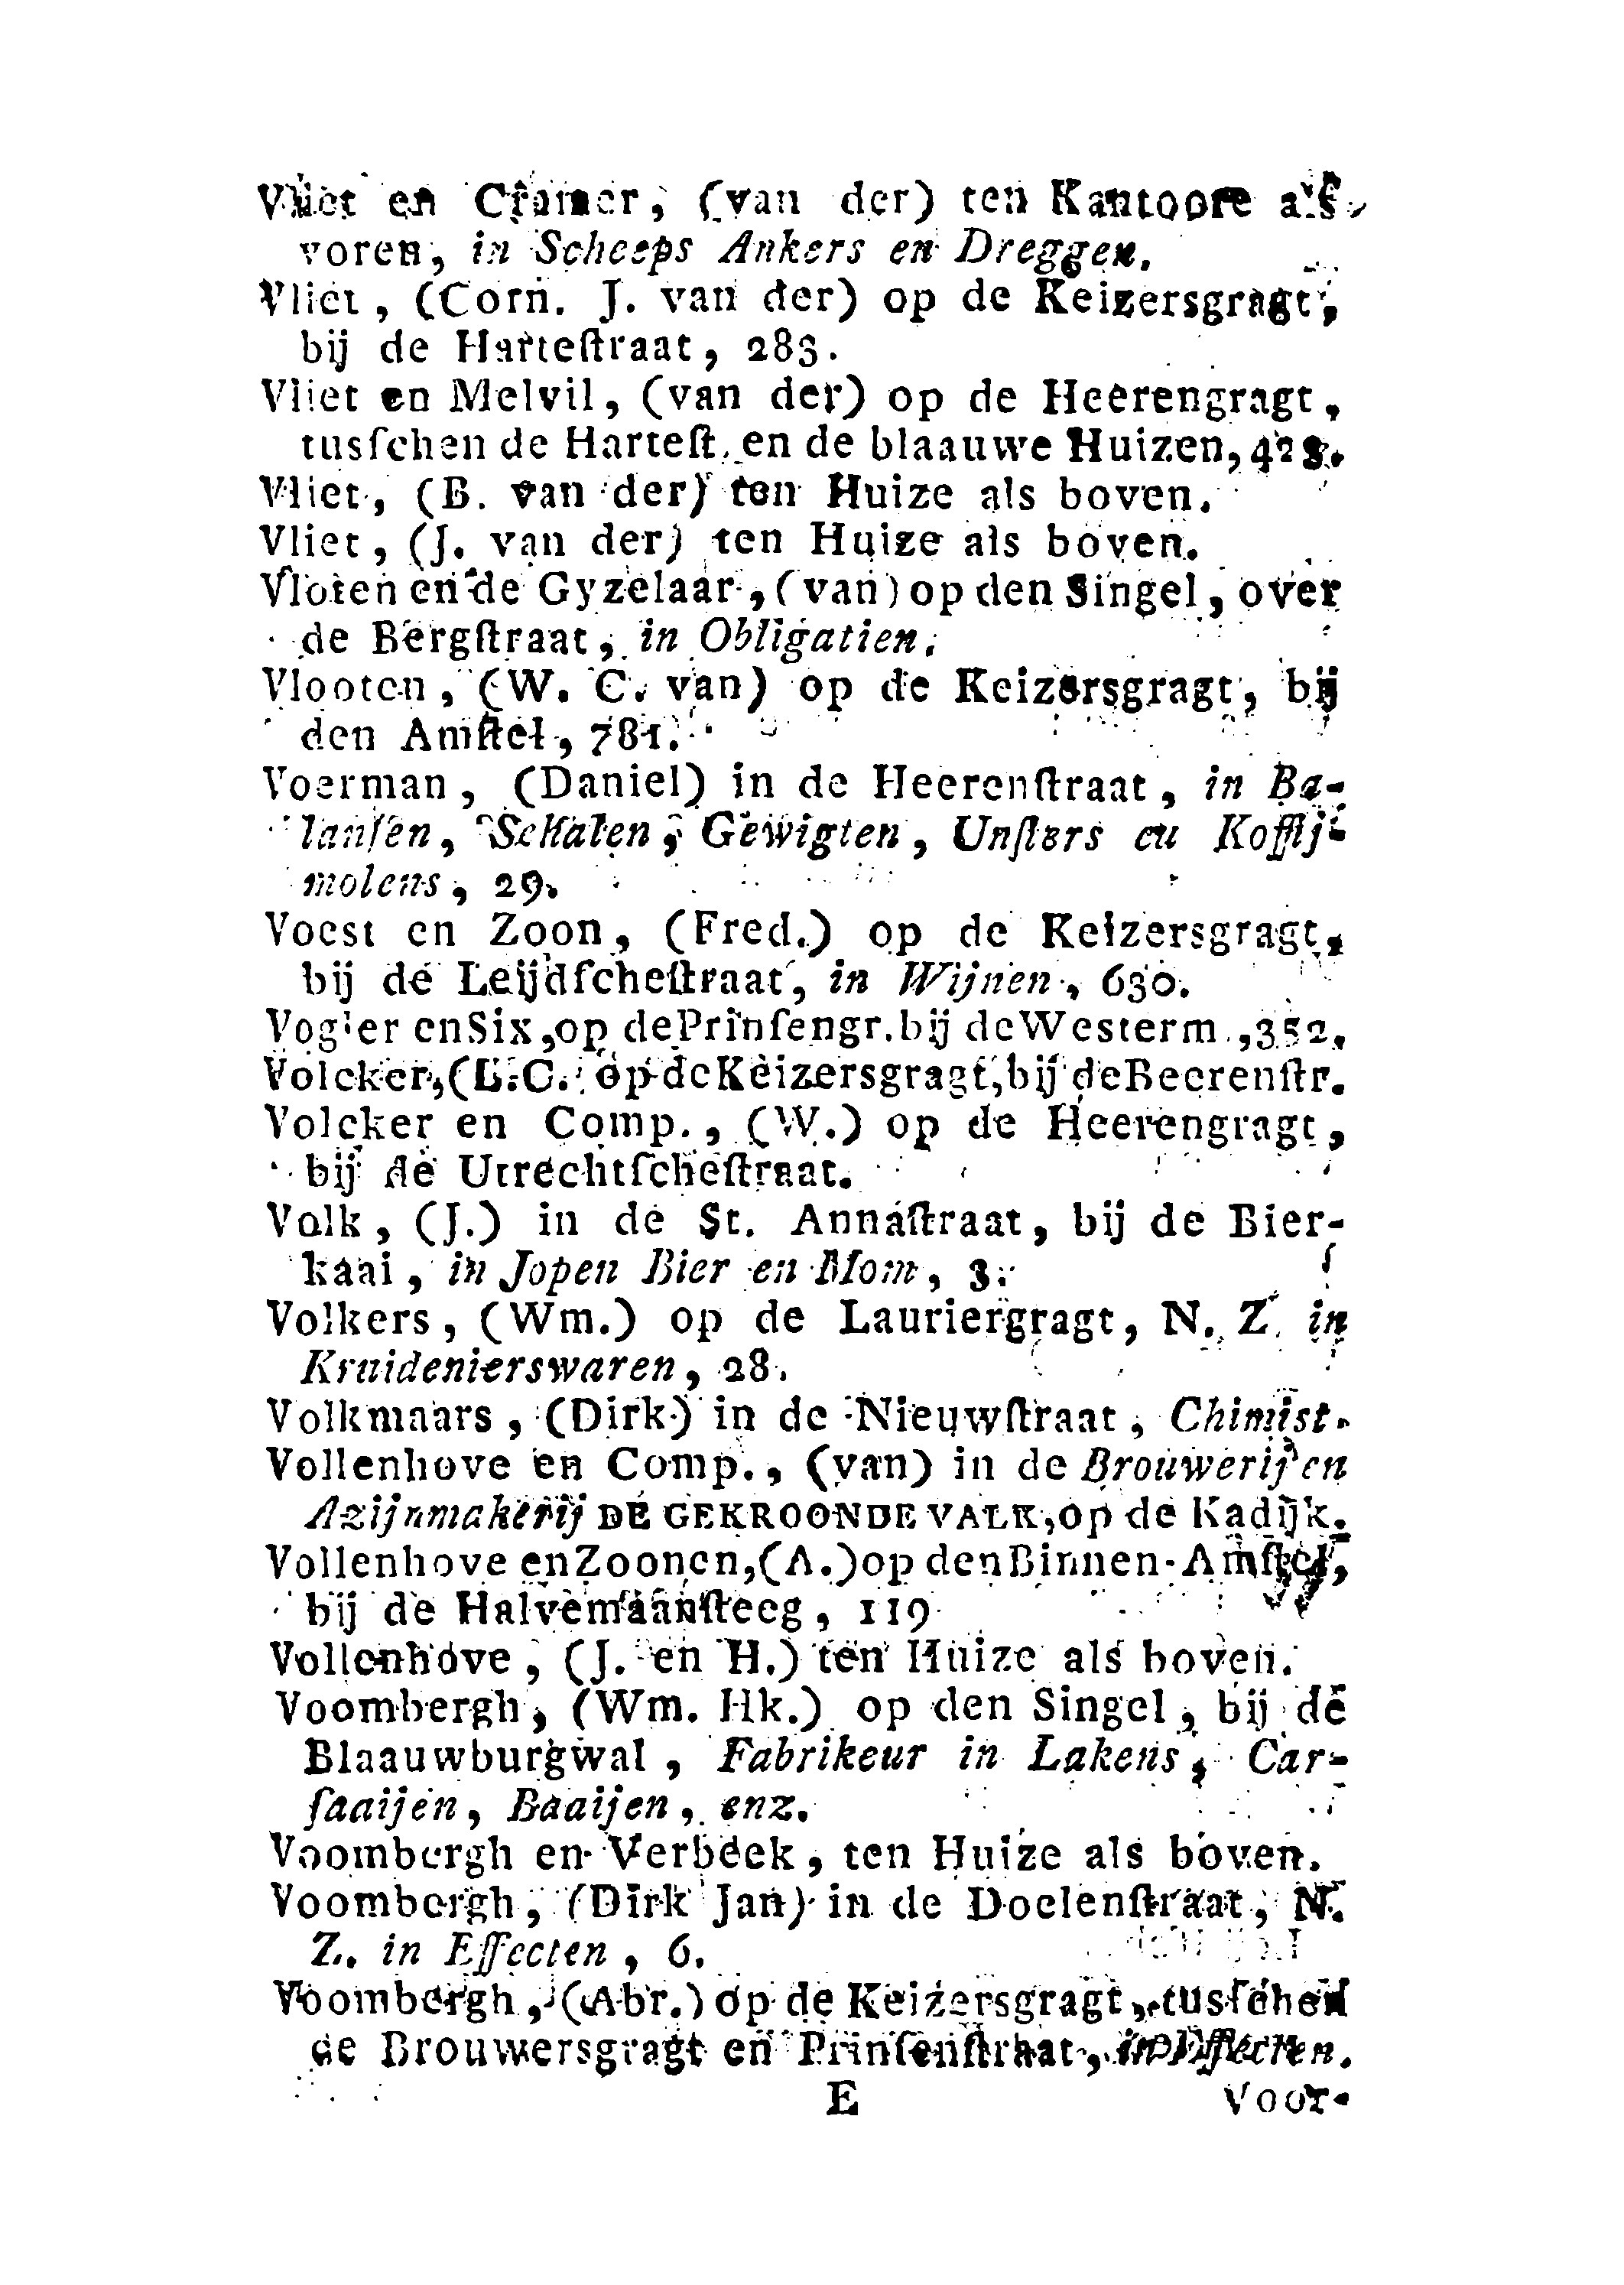 Vliet en Cramer, (van der) ten Kantoore als
voren, in Scheeps Ankers en Dreggen.
Vliet, (Corn. J. van der) op de Keizersgragt,
bij de Harteſtraat, 283.
Vliet en Melvil, (van der) op de Heerengragt,
tusſchen de Harteſt. en de blaauwe Huizen,
Vliet, (B. van der) ten Huize als boven.
Vliet, (J. van der) ten Huize als boven.
Vloten en de Gyzelaar, (van) op den Singel, over
de Bergſtraat, in Obligatien.
Vlooten, (W. C. van) op de Keizersgragt, bij
den Amſtel, 781.
Voerman, (Daniel) in de Heerenſtraat, in Ba-
lanſen, Schalen, Gewigten, Unſters en Koffij-
molens, 29.
Voest en Zoon, (Fred.) op de Keizersgragt,
bij de Leijdſcheſtraat, in Wijnen, 630.
Vogler en Six, op de Prinſengr. bij de Westerm., 352.
Volcker, (L.C. op de Keizersgragt, bij de Beerenſtr.
Volcker en Comp., (W.) op de Heerengragt,
bij de Utrechtſcheſtraat.
Volk, (J.) in de St. Annaſtraat, bij de Bier-
kaai, in Jopen Bier en Mom, 3.
Volkers, (Wm.) op de Lauriergragt, N. Z. in
Kruidenierswaren, 28.
Volkmaars, (Dirk) in de Nieuwſtraat, Chimist.
Vollenhove en Comp., (van) in de Brouwerij en
Azijnmakerij DE GEKROONDE VALK, op de Kadijk.
Vollenhove en Zoonen, (A.) op den Binnen-Amſtel,
bij de Halvemaanſteeg, 119
Vollenhove, (J. en H.) ten Huize als boven.
Voombergh, (Wm. Hk.) op den Singel, bij de
Blaauwburgwal, Fabrikeur in Lakens, Car-
ſaaijen, Baaijen, enz.
Voombergh en Verbeek, ten Huize als boven.
Voombergh, (Dirk Jan) in de Doelenſtraat, N.
Z. in Effecten, 6.
Voombergh, (Abr.) op de Keizersgragt, tusſchen
de Brouwersgragt en Prinſenſtraat, in Effecten.
E Voor-